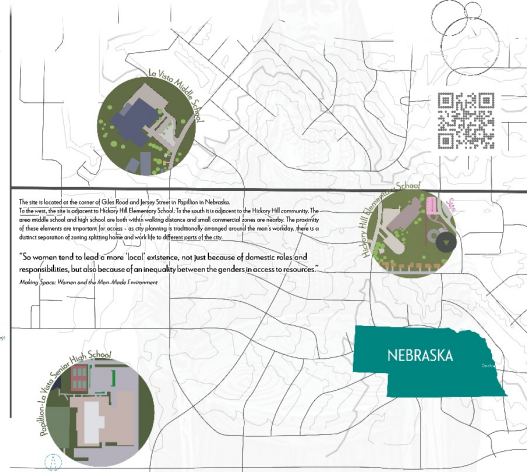 La Vista Middle School
Hickory Hill Elementary School
Site
The site is located at the corner of Giles Road and Jersey Street in Papillion in Nebraska.
To the west, the site is adjacent to Hickory Hill Elementary School. To the south it is adjacent to the Hickory Hill community. The
area middle school and high school are both within walking distance and small commercial zones are nearby. The proximity
of these elements are important for access - as city planning is traditionally arranged around the men's workday, there is a
distinct separation of zoning splitting home and work life to different parts of the city.
"So women tend to lead a more 'local' existence, not just because of domestic roles and
responsibilities, but also because of an inequality between the genders in access to resources."
Making Space: Women and the Man-Made Environment
NEBRASKA
Papillion-La Vista Senior High School